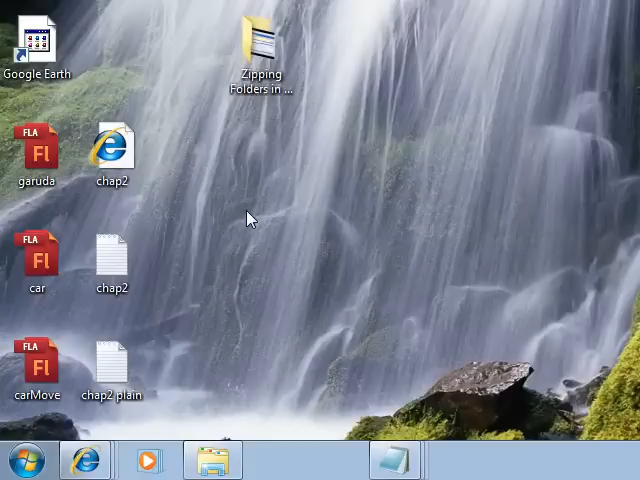 Google Earth
Zipping
Folders in ...
FLA
Fl
garuda
chap2
FLA
Fl
car
chap2
FLA
Fl
carMove
chap2 plain